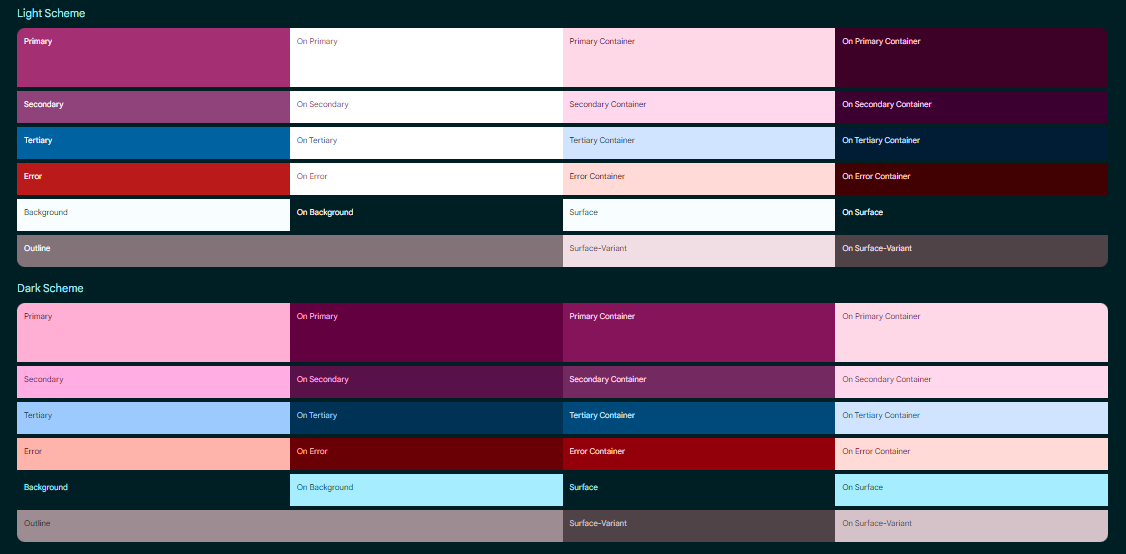 Light Scheme
Primary On Primary Primary Container On Primary Container
Secondary On Secondary Secondary Container On Secondary Container
Tertiary On Tertiary Tertiary Container On Tertiary Container
Error On Error Error Container On Error Container
Background On Background Surface On Surface
Outline Surface-Variant On Surface-Variant
Dark Scheme
Primary On Primary Primary Container On Primary Container
Secondary On Secondary Secondary Container On Secondary Container
Tertiary On Tertiary Tertiary Container On Tertiary Container
Error On Error Error Container On Error Container
Background On Background Surface On Surface
Outline Surface-Variant On Surface-Variant